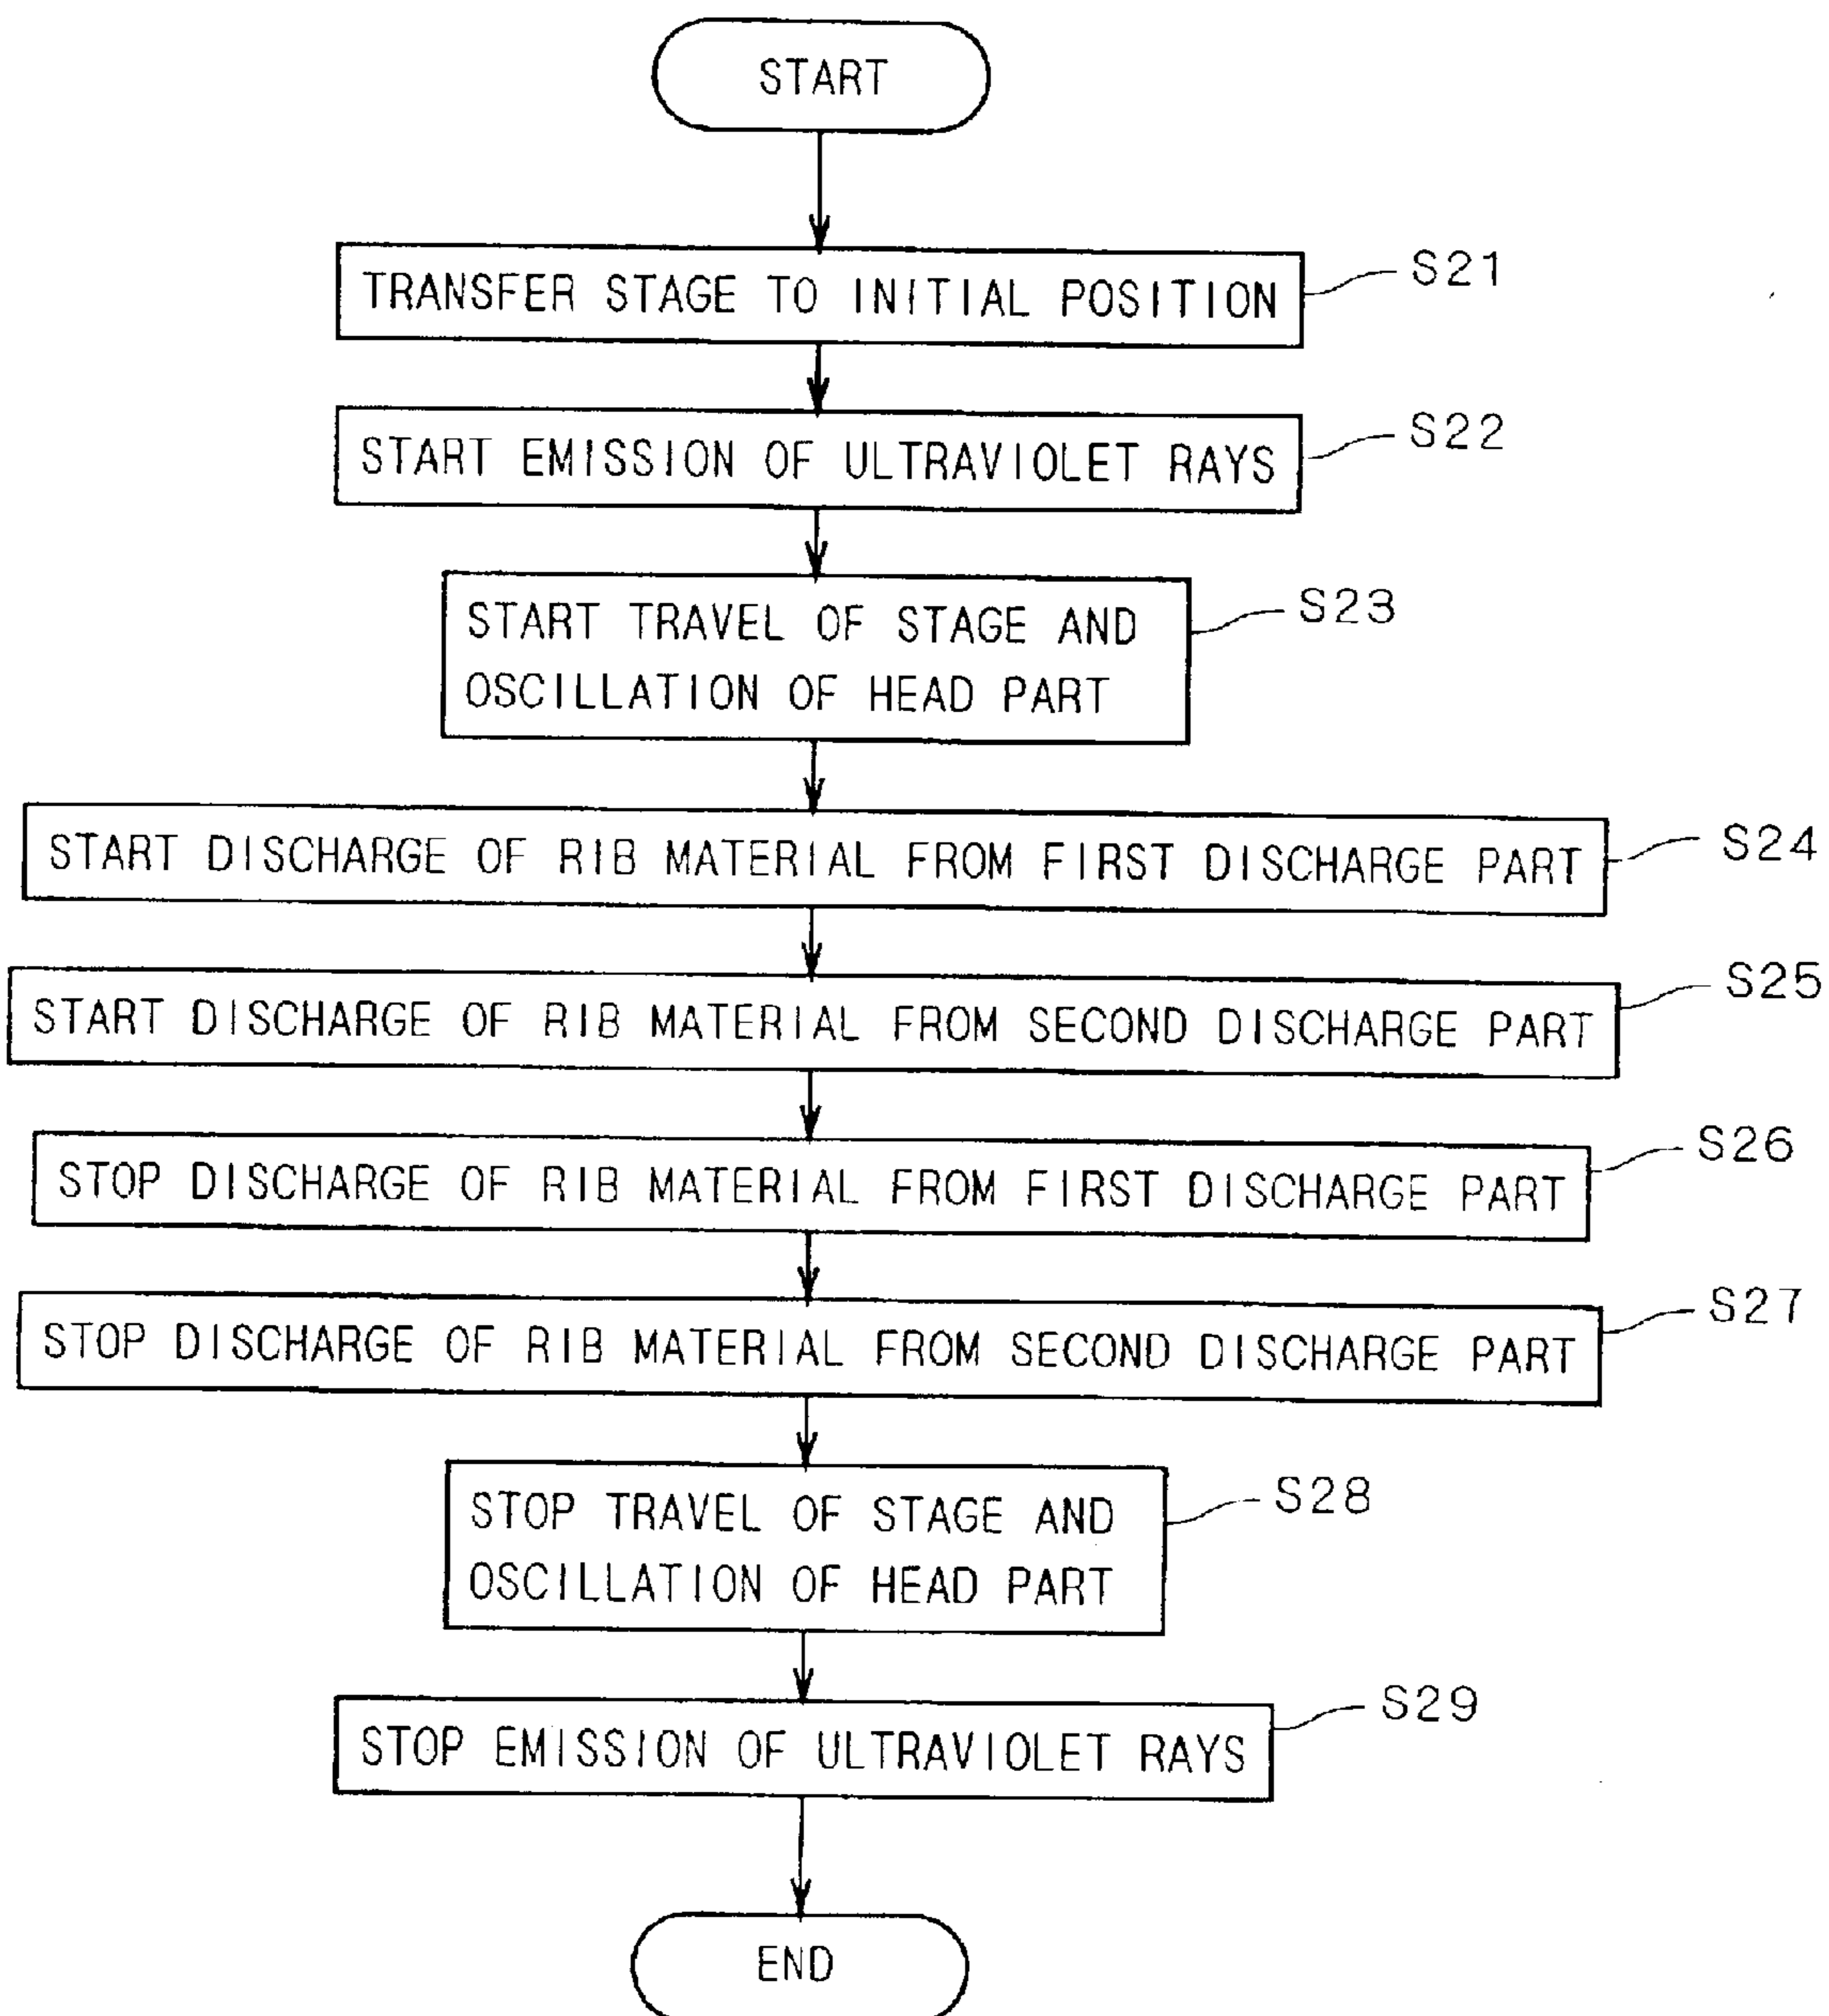 START
TRANSFER STAGE TO INITIAL POSITION
S21
START EMISSION OF ULTRAVIOLET RAYS
S22
START TRAVEL OF STAGE AND
OSCILLATION OF HEAD PART
S23
START DISCHARGE OF RIB MATERIAL FROM FIRST DISCHARGE PART
S24
START DISCHARGE OF RIB MATERIAL FROM SECOND DISCHARGE PART
S25
STOP DISCHARGE OF RIB MATERIAL FROM FIRST DISCHARGE PART
S26
STOP DISCHARGE OF RIB MATERIAL FROM SECOND DISCHARGE PART
S27
STOP TRAVEL OF STAGE AND
OSCILLATION OF HEAD PART
S28
STOP EMISSION OF ULTRAVIOLET RAYS
S29
END